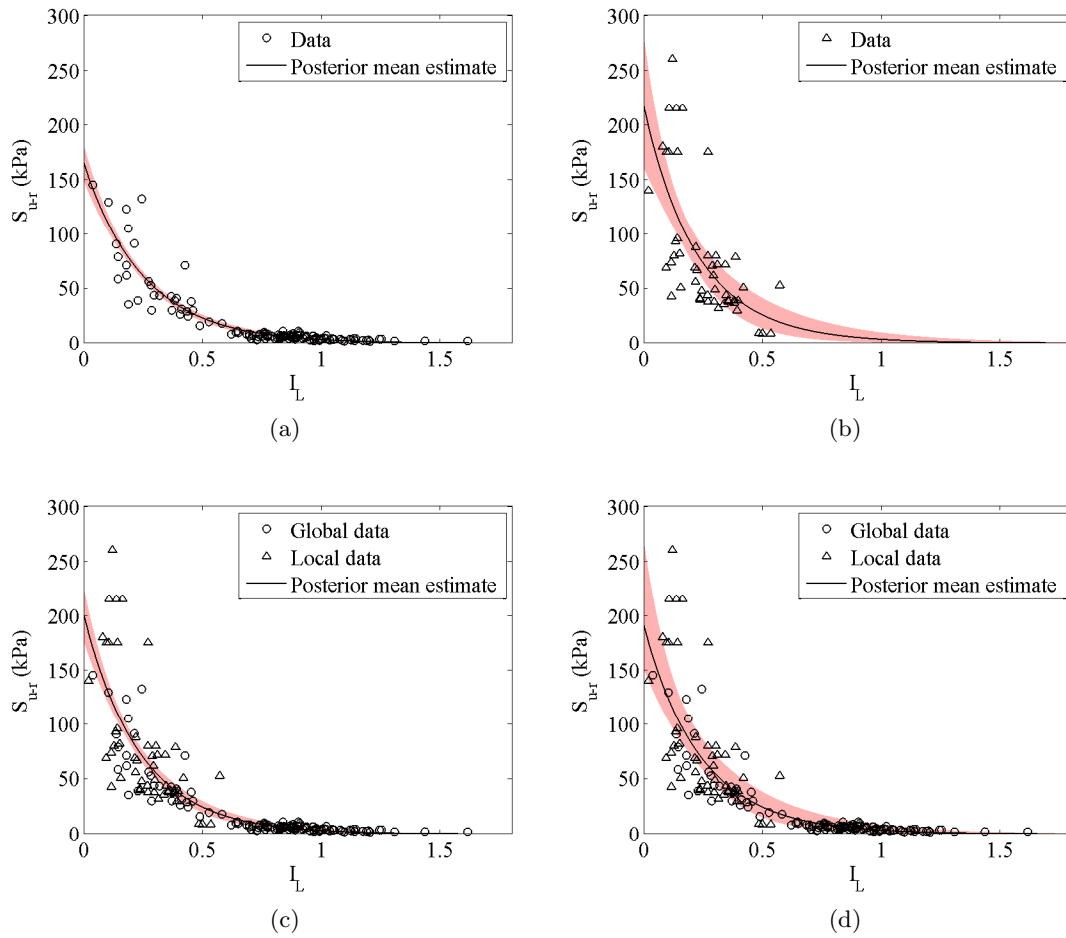 300
250
200
150
100
50
0
S_{u-r} (kPa)
Data
Posterior mean estimate
0 0.5 1 1.5
I_L
(a)
300
250
200
150
100
50
0
S_{u-r} (kPa)
Data
Posterior mean estimate
0 0.5 1 1.5
I_L
(b)
300
250
200
150
100
50
0
S_{u-r} (kPa)
Global data
Local data
Posterior mean estimate
0 0.5 1 1.5
I_L
(c)
300
250
200
150
100
50
0
S_{u-r} (kPa)
Global data
Local data
Posterior mean estimate
0 0.5 1 1.5
I_L
(d)